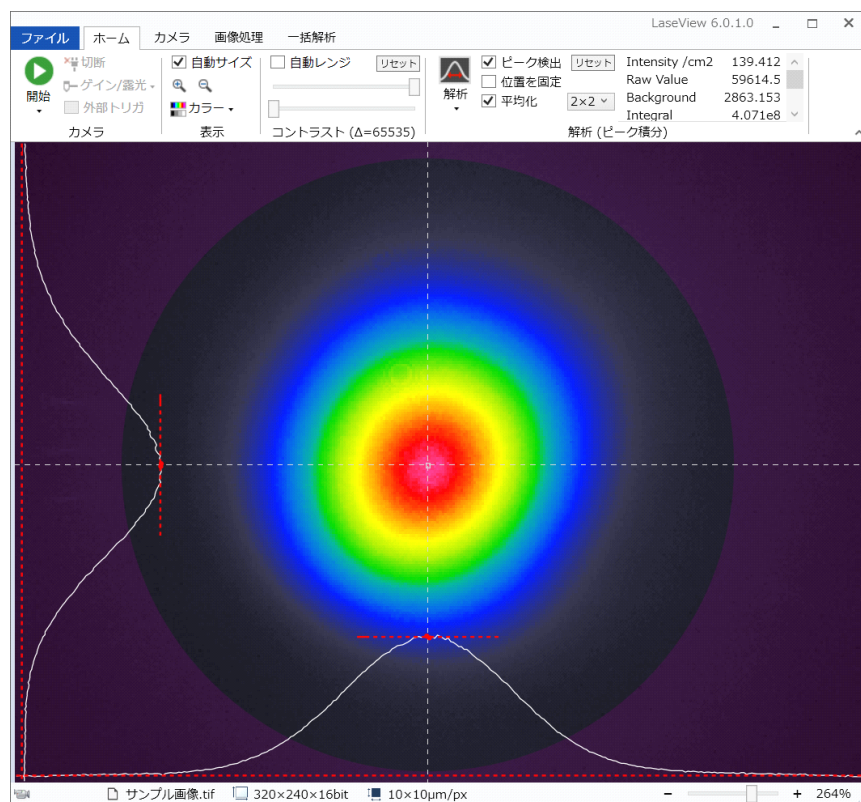 LaseView 6.0.1.0
ファイル ホーム カメラ 画像処理 一括解析
開始
切断
ゲイン/露光
外部トリガ
カメラ
自動サイズ
カラー
表示
自動レンジ リセット
コントラスト (Δ=65535)
解析
ピーク検出 リセット
位置を固定
平均化 2×2
Intensity /cm2 139.412
Raw Value 59614.5
Background 2863.153
Integral 4.071e8
解析 (ピーク積分)
サンプル画像.tif 320×240×16bit 10×10μm/px − + 264%